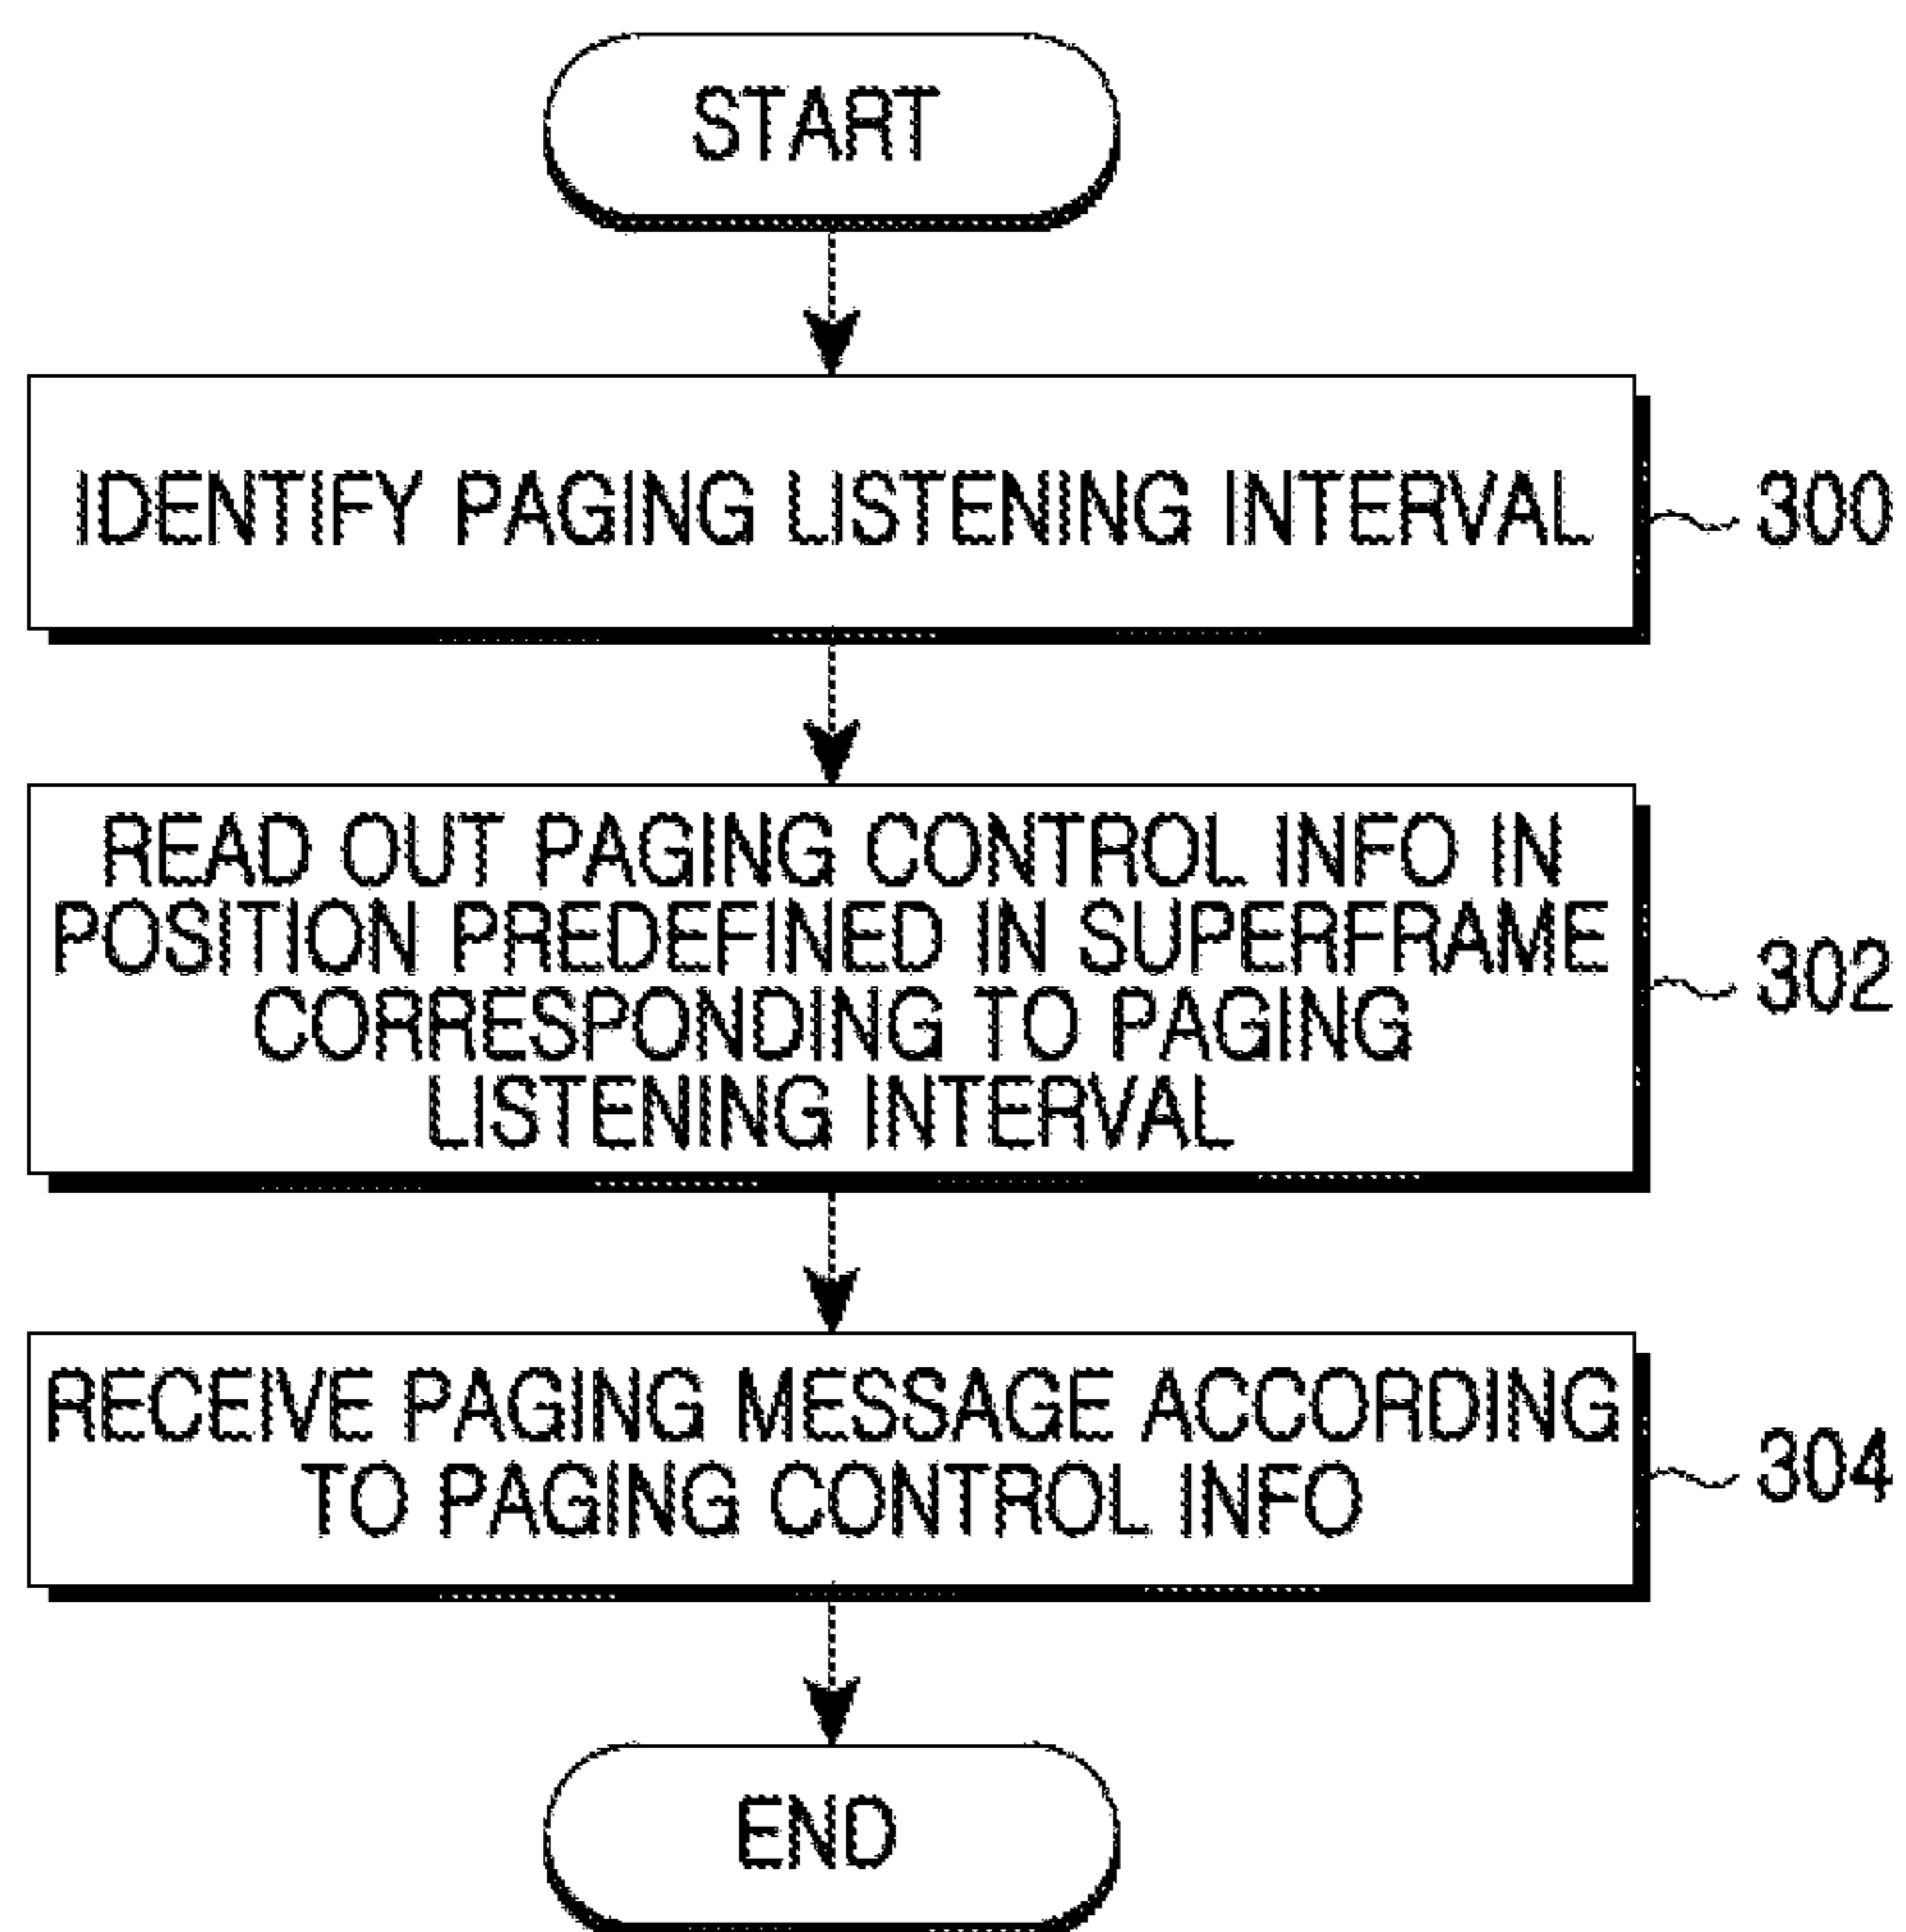 START
IDENTIFY PAGING LISTENING INTERVAL
300
READ OUT PAGING CONTROL INFO IN
POSITION PREDEFINED IN SUPERFRAME
CORRESPONDING TO PAGING
LISTENING INTERVAL
302
RECEIVE PAGING MESSAGE ACCORDING
TO PAGING CONTROL INFO
304
END